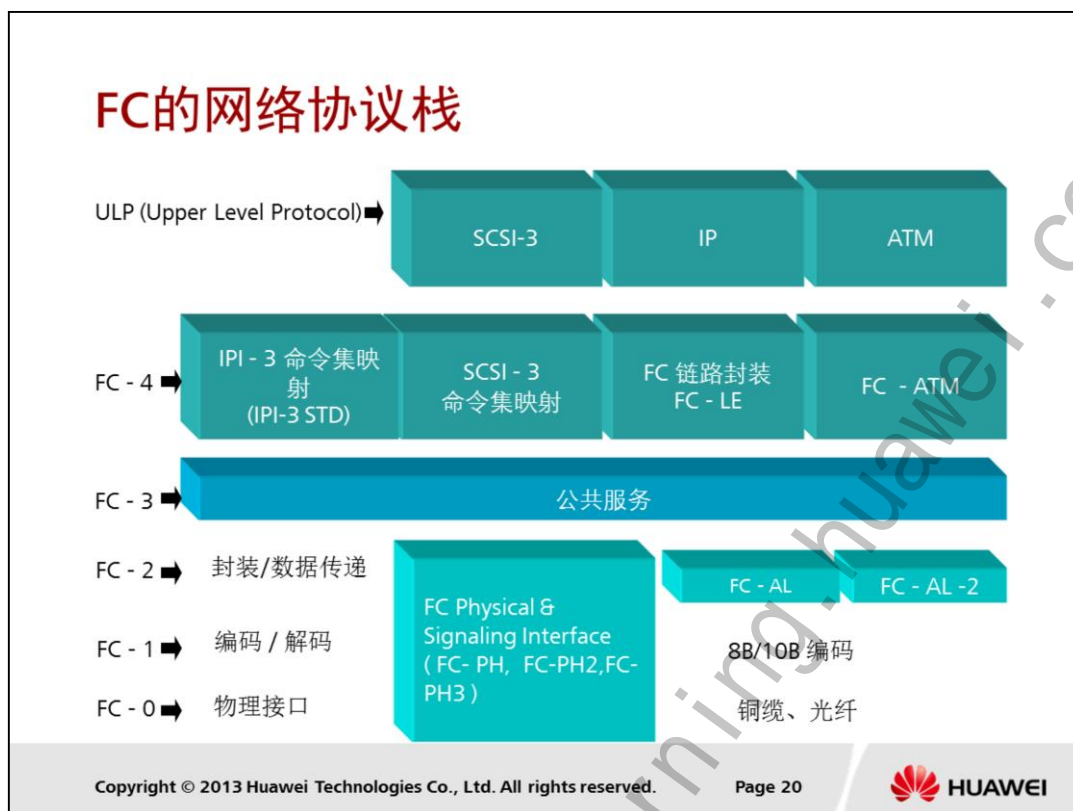 FC的网络协议栈
ULP (Upper Level Protocol)
SCSI-3
IP
ATM
FC - 4
IPI - 3 命令集映
射
(IPI-3 STD)
SCSI - 3
命令集映射
FC 链路封装
FC - LE
FC - ATM
FC - 3
公共服务
FC - 2
封装/数据传递
FC Physical &
Signaling Interface
( FC- PH, FC-PH2,FC-
PH3 )
FC - AL
FC - AL -2
FC - 1
编码 / 解码
8B/10B 编码
FC - 0
物理接口
铜缆、光纤
Copyright © 2013 Huawei Technologies Co., Ltd. All rights reserved.
Page 20
HUAWEI
rning.huawei.c